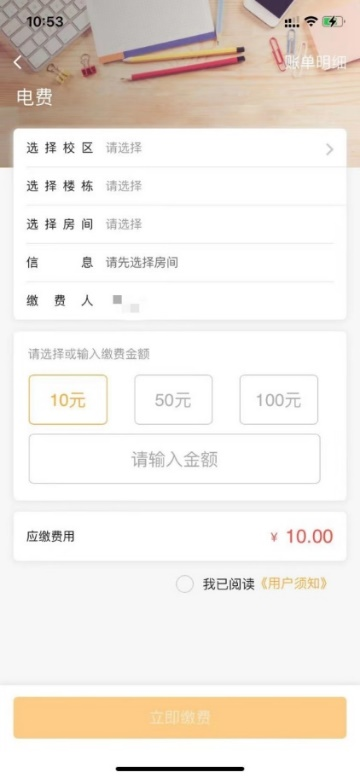 10:53
账单明细
电费
选择校区 请选择
选择楼栋 请选择
选择房间 请选择
信息 请先选择房间
缴费人
请选择或输入缴费金额
10元 50元 100元
请输入金额
应缴费用 ¥ 10.00
我已阅读《用户须知》
立即缴费